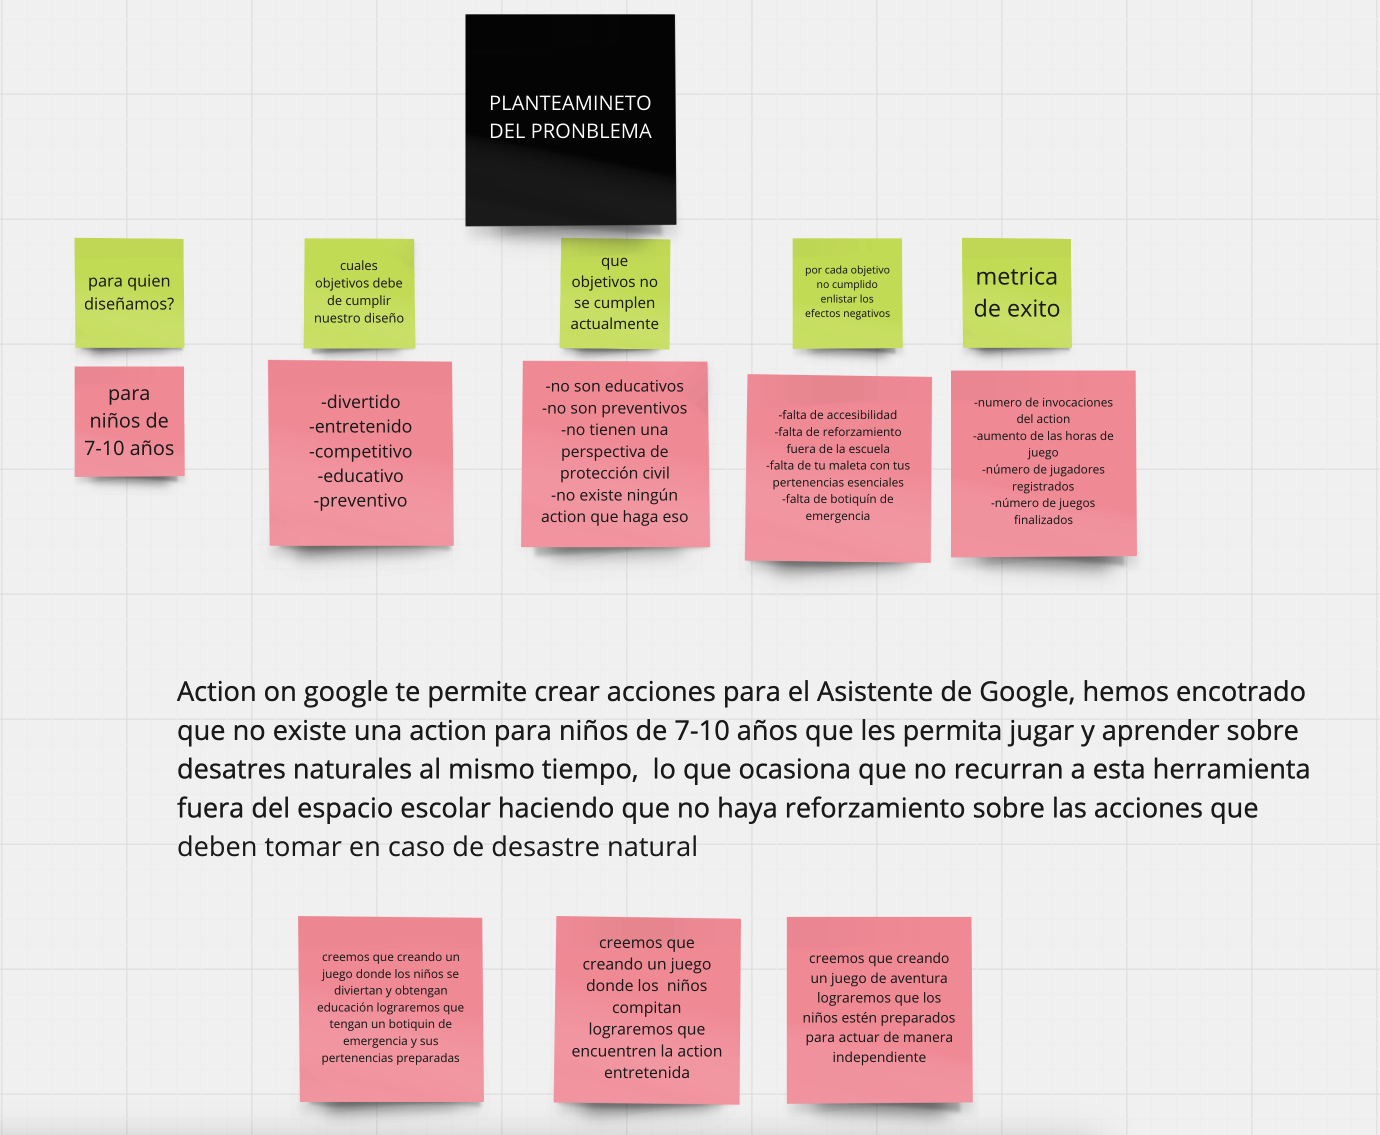 PLANTEAMINETO
DEL PRONBLEMA
para quien
diseñamos?
cuales
objetivos debe
de cumplir
nuestro diseño
que
objetivos no
se cumplen
actualmente
por cada objetivo
no cumplido
enlistar los
efectos negativos
metrica
de exito
para
niños de
7-10 años
-divertido
-entretenido
-competitivo
-educativo
-preventivo
-no son educativos
-no son preventivos
-no tienen una
perspectiva de
protección civil
-no existe ningún
action que haga eso
-falta de accesibilidad
-falta de reforzamiento
fuera de la escuela
-falta de tu maleta con tus
pertenencias esenciales
-falta de botiquín de
emergencia
-numero de invocaciones
del action
-aumento de las horas de
juego
-número de jugadores
registrados
-número de juegos
finalizados
Action on google te permite crear acciones para el Asistente de Google, hemos encotrado
que no existe una action para niños de 7-10 años que les permita jugar y aprender sobre
desatres naturales al mismo tiempo,  lo que ocasiona que no recurran a esta herramienta
fuera del espacio escolar haciendo que no haya reforzamiento sobre las acciones que
deben tomar en caso de desastre natural
creemos que creando un
juego donde los niños se
diviertan y obtengan
educación lograremos que
tengan un botiquin de
emergencia y sus
pertenencias preparadas
creemos que
creando un juego
donde los  niños
compitan
lograremos que
encuentren la action
entretenida
creemos que creando
un juego de aventura
lograremos que los
niños estén preparados
para actuar de manera
independiente